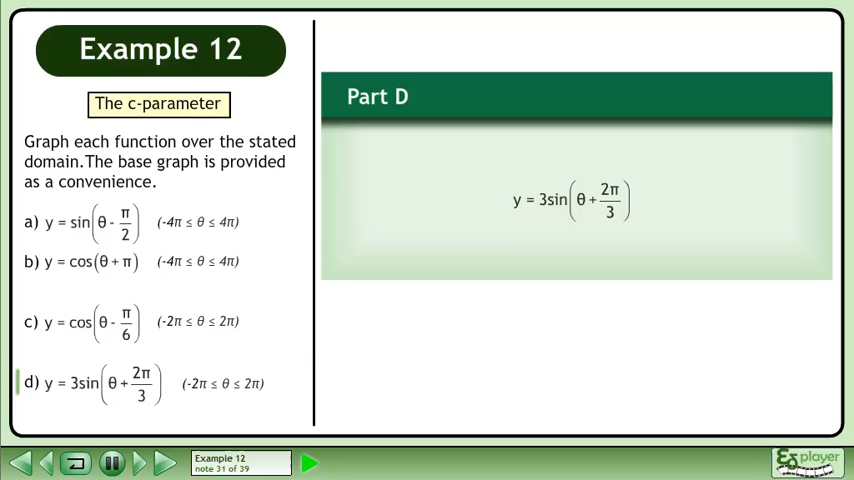 Example 12
The c-parameter
Graph each function over the stated
domain.The base graph is provided
as a convenience.
a) y = sin(θ - π/2) (-4π ≤ θ ≤ 4π)
b) y = cos(θ + π) (-4π ≤ θ ≤ 4π)
c) y = cos(θ - π/6) (-2π ≤ θ ≤ 2π)
d) y = 3sin(θ + 2π/3) (-2π ≤ θ ≤ 2π)
Part D
y = 3sin(θ + 2π/3)
Example 12
note 31 of 39
player